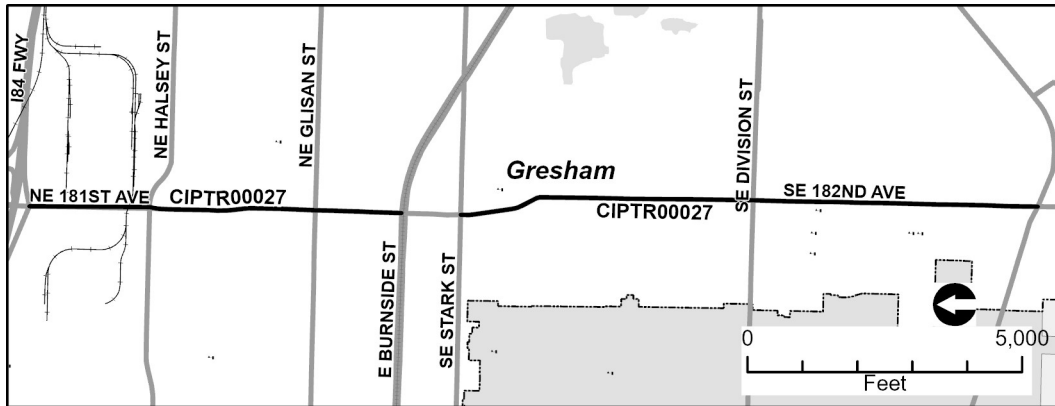 I84 FWY
NE HALSEY ST
NE GLISAN ST
NE 181ST AVE
CIPTR00027
E BURNSIDE ST
SE STARK ST
Gresham
CIPTR00027
SE DIVISION ST
SE 182ND AVE
0
5,000
Feet